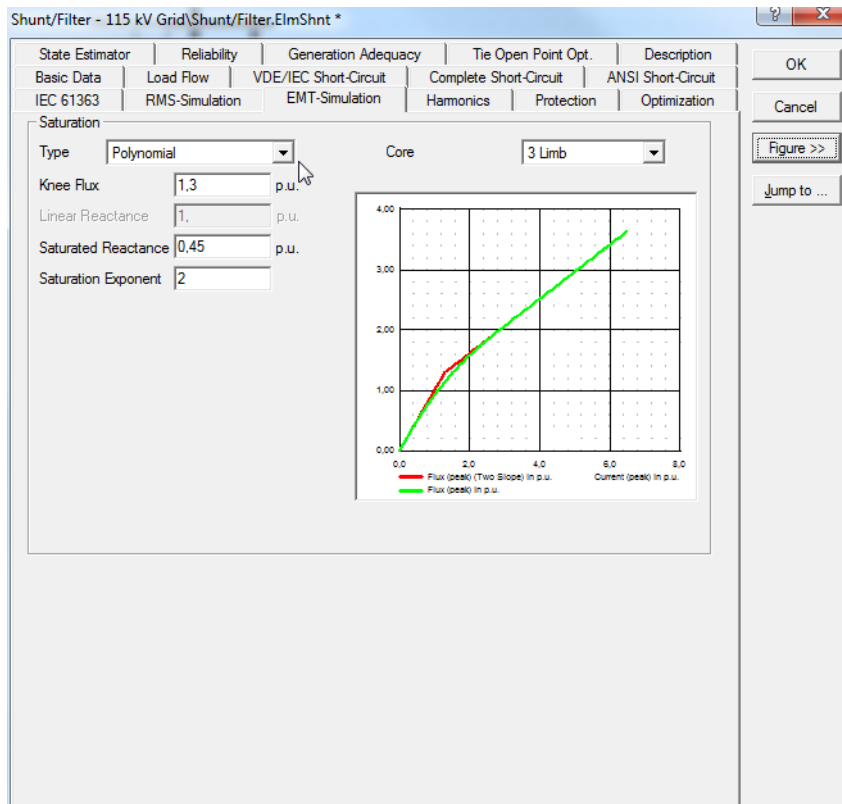 Shunt/Filter - 115 kV Grid\Shunt/Filter.ElmShnt *
?
X
State Estimator Reliability Generation Adequacy Tie Open Point Opt. Description
Basic Data Load Flow VDE/IEC Short-Circuit Complete Short-Circuit ANSI Short-Circuit
IEC 61363 RMS-Simulation EMT-Simulation Harmonics Protection Optimization
OK
Cancel
Figure >>
Jump to ...
Saturation
Type Polynomial Core 3 Limb
Knee Flux 1,3 p.u.
Linear Reactance 1, p.u.
Saturated Reactance 0,45 p.u.
Saturation Exponent 2
4,00
3,00
2,00
1,00
0,00
0,0 2,0 4,0 6,0 8,0
Flux (peak) (Two Slope) in p.u. Current (peak) in p.u.
Flux (peak) in p.u.